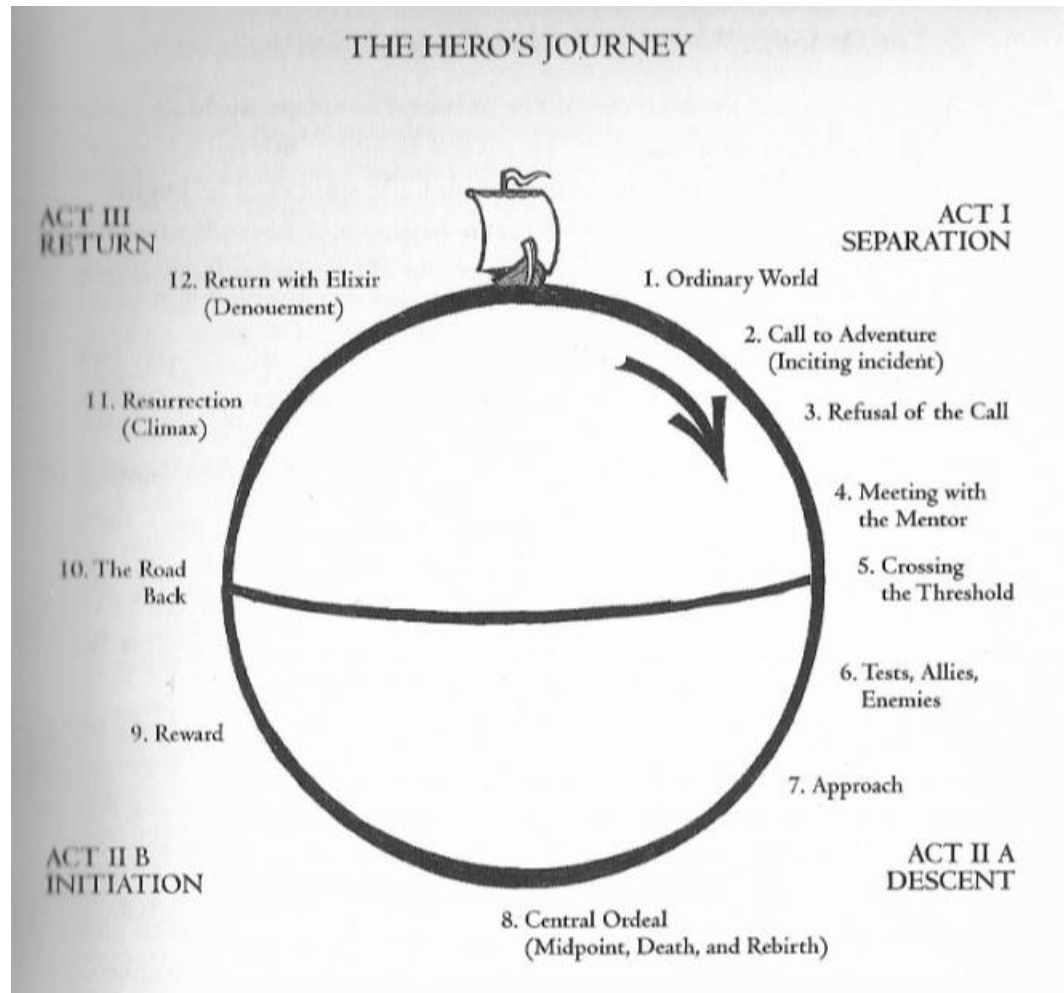 THE HERO'S JOURNEY
ACT III
RETURN
ACT I
SEPARATION
12. Return with Elixir
(Denouement)
1. Ordinary World
2. Call to Adventure
(Inciting incident)
11. Resurrection
(Climax)
3. Refusal of the Call
4. Meeting with
the Mentor
10. The Road
Back
5. Crossing
the Threshold
6. Tests, Allies,
Enemies
9. Reward
7. Approach
ACT II B
INITIATION
ACT II A
DESCENT
8. Central Ordeal
(Midpoint, Death, and Rebirth)